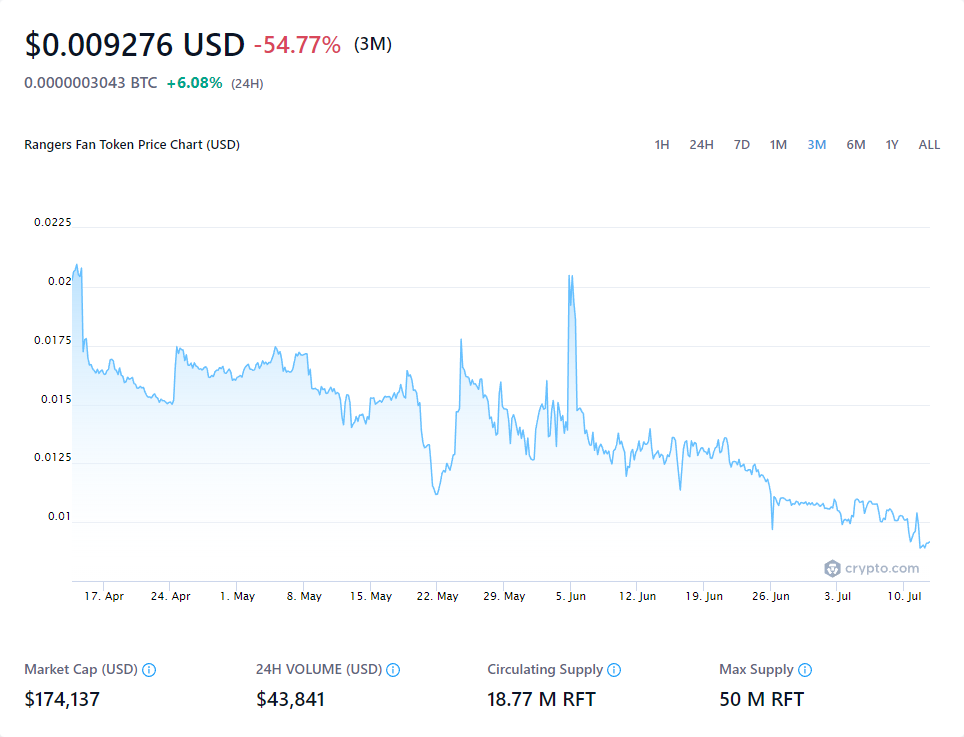 $0.009276 USD -54.77% (3M)
0.0000003043 BTC +6.08% (24H)
Rangers Fan Token Price Chart (USD) 1H 24H 7D 1M 3M 6M 1Y ALL
0.0225
0.02
0.0175
0.015
0.0125
0.01
crypto.com
17. Apr 24. Apr 1. May 8. May 15. May 22. May 29. May 5. Jun 12. Jun 19. Jun 26. Jun 3. Jul 10. Jul
Market Cap (USD) 24H VOLUME (USD) Circulating Supply Max Supply
$174,137 $43,841 18.77 M RFT 50 M RFT